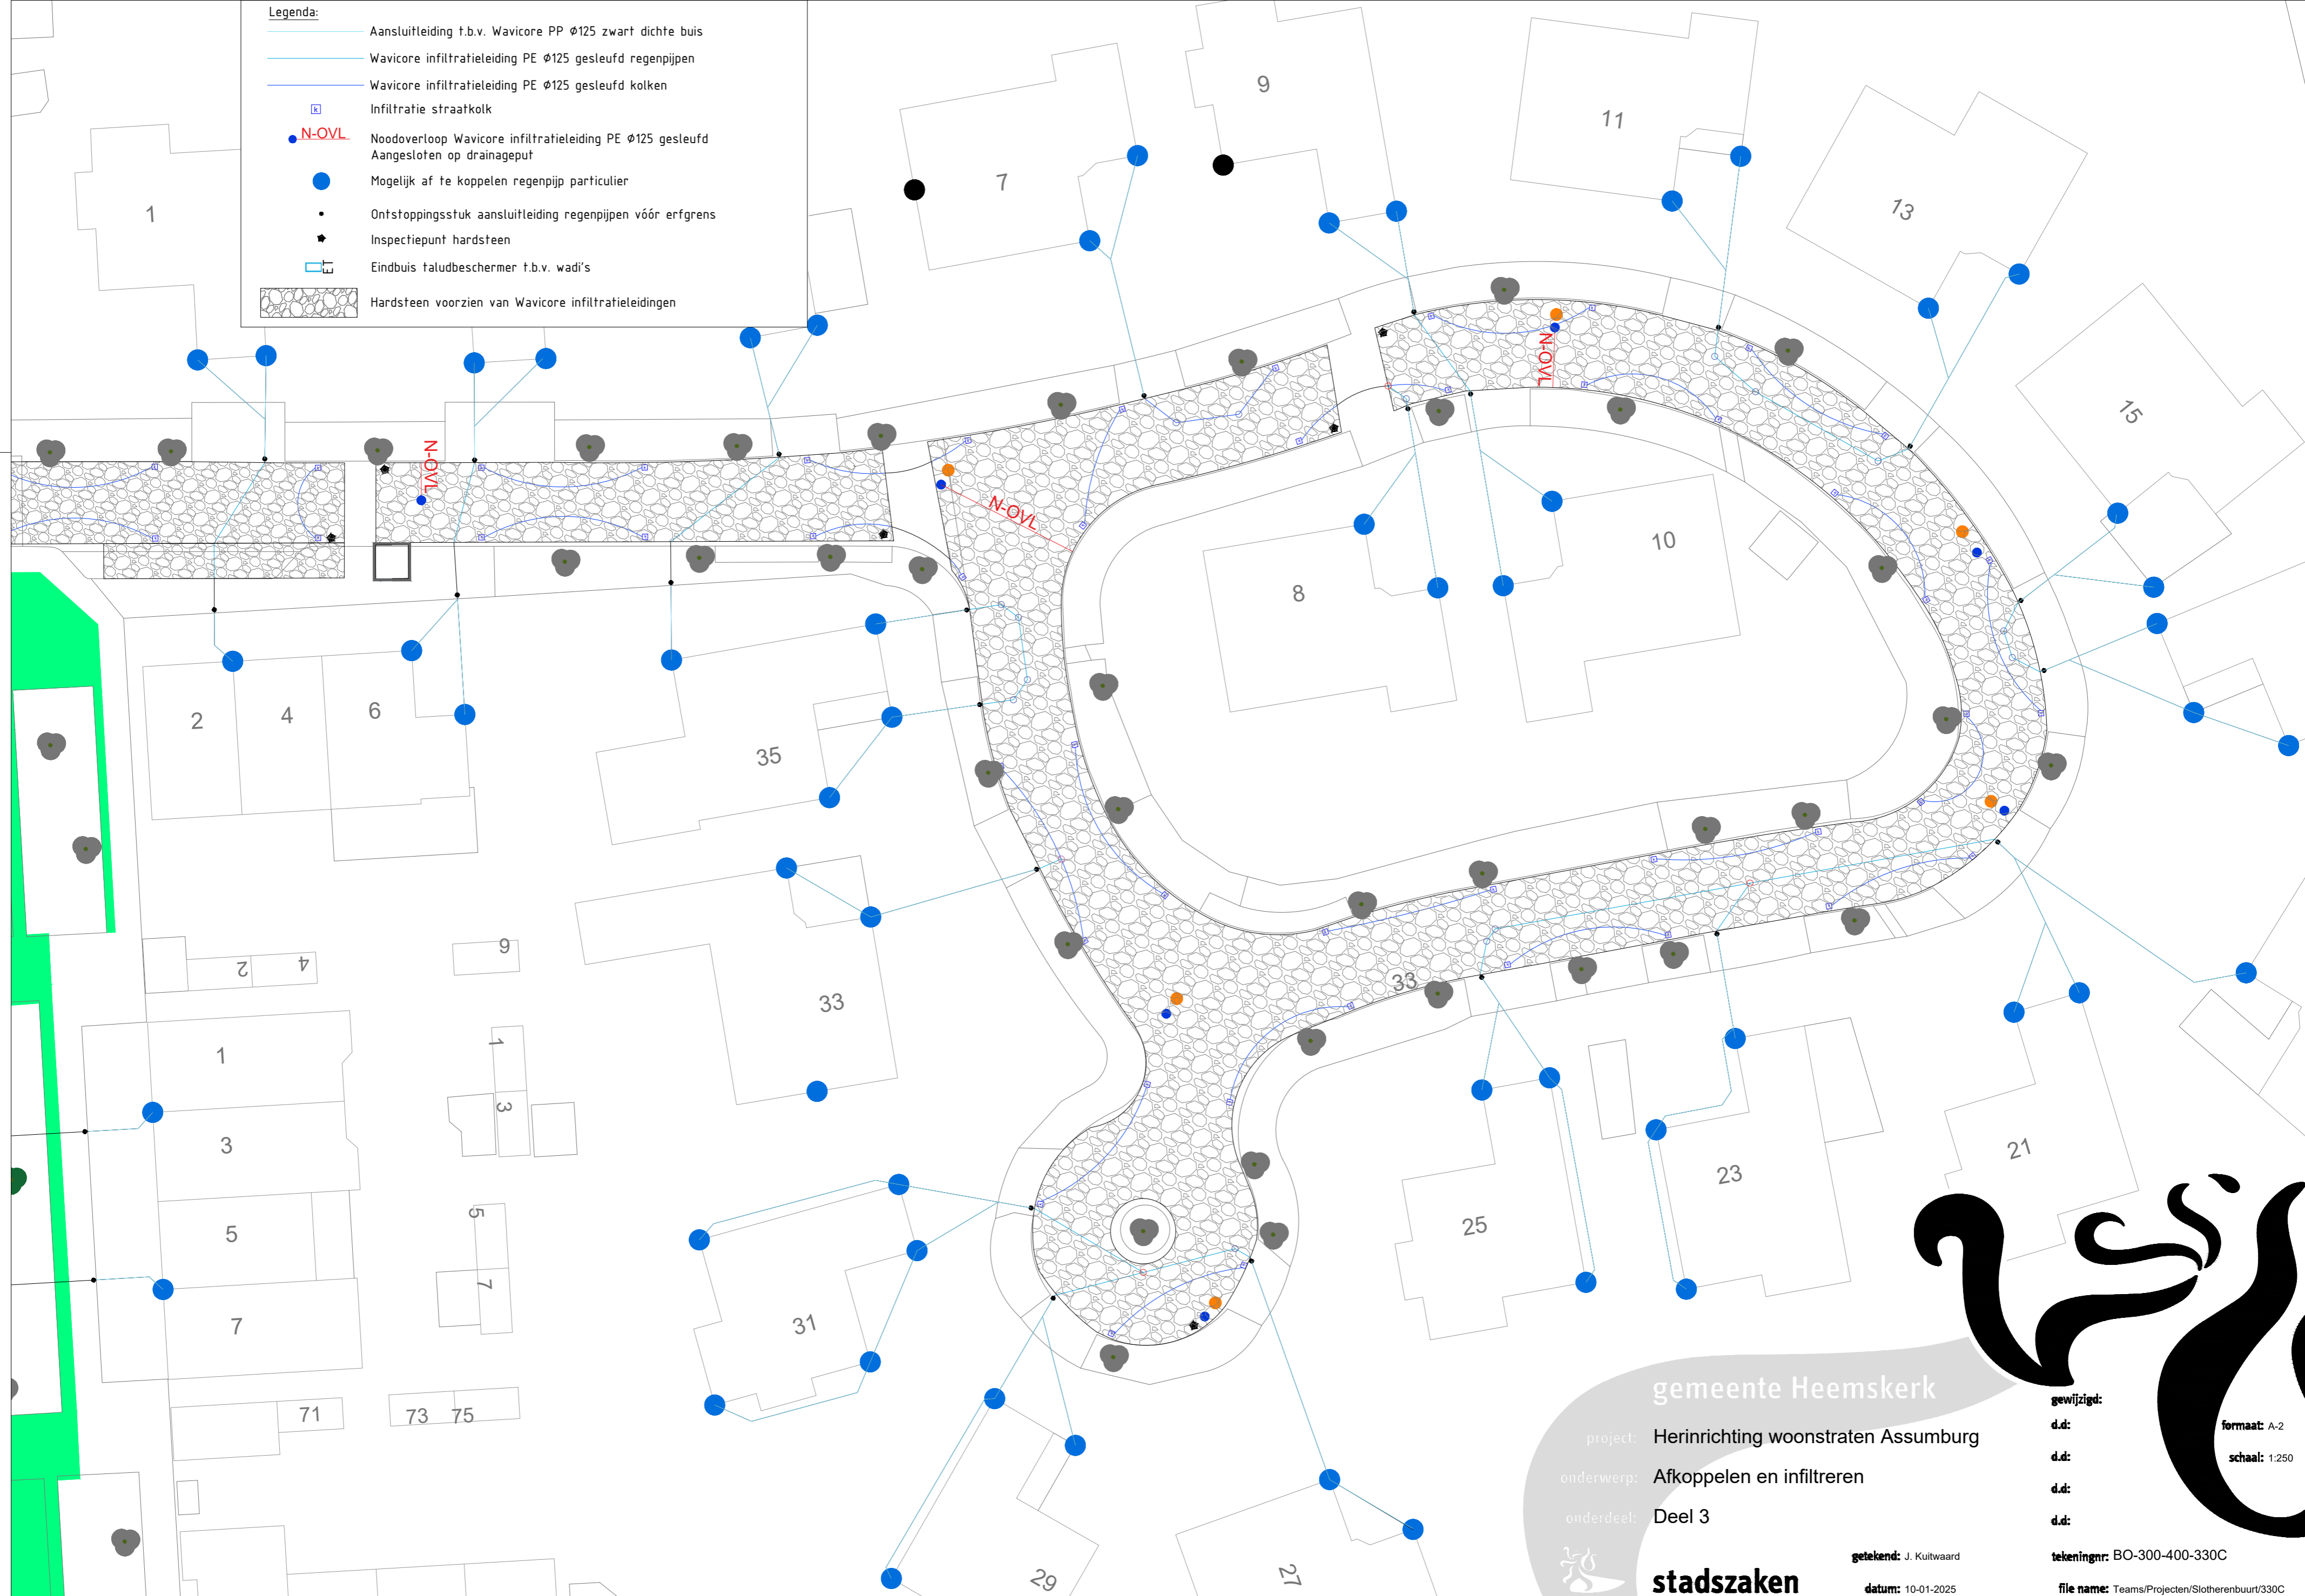 Legenda:
Aansluitleiding t.b.v. Wavicore PP Ø125 zwart dichte buis
Wavicore infiltratieleiding PE Ø125 gesleufd regenpijpen
Wavicore infiltratieleiding PE Ø125 gesleufd kolken
k Infiltratie straatkolk
N-OVL Noodoverloop Wavicore infiltratieleiding PE Ø125 gesleufd
Aangesloten op drainageput
Mogelijk af te koppelen regenpijp particulier
Ontstoppingsstuk aansluitleiding regenpijpen vóór erfgrens
Inspectiepunt hardsteen
ET Eindbuis taludbeschermer t.b.v. wadi's
Hardsteen voorzien van Wavicore infiltratieleidingen
1
7
9
11
13
15
N-OVL
N-OVL
N-OVL
8
10
2
4
6
35
33
33
2
4
6
1
3
5
7
1
3
5
7
71
73
75
31
29
27
25
23
21
gemeente Heemskerk
project: Herinrichting woonstraten Assumburg
onderwerp: Afkoppelen en infiltreren
onderdeel: Deel 3
stadszaken
getekend: J. Kuitwaard
datum: 10-01-2025
gewijzigd:
d.d:
d.d:
d.d:
d.d:
formaat: A-2
schaal: 1:250
tekeningnr: BO-300-400-330C
file name: Teams/Projecten/Slotherenbuurt/330C